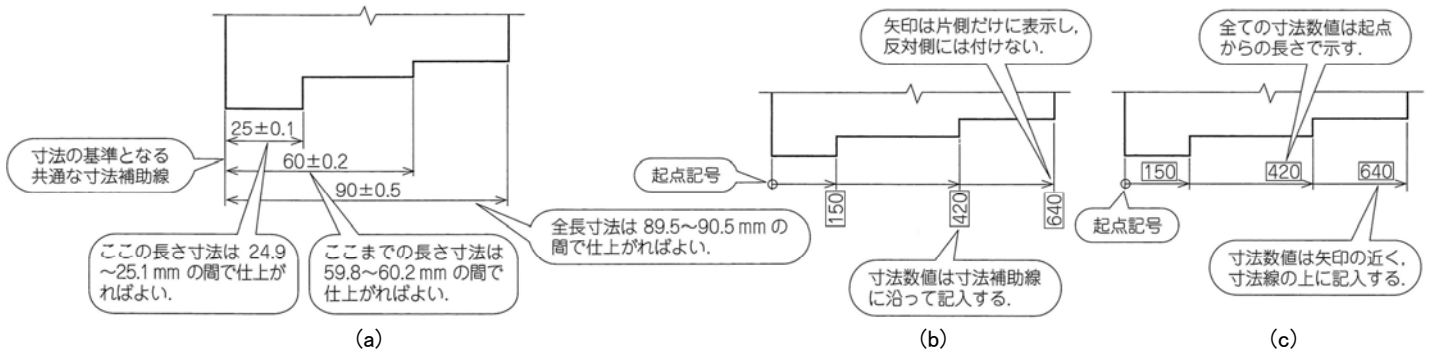 25±0.1
60±0.2
90±0.5
寸法の基準となる
共通な寸法補助線
ここの長さ寸法は 24.9
～25.1 mm の間で仕上が
ればよい.
ここまでの長さ寸法は
59.8～60.2 mm の間で
仕上がればよい.
全長寸法は 89.5～90.5 mm の
間で仕上がればよい.
(a)
矢印は片側だけに表示し,
反対側には付けない.
起点記号
150
420
640
寸法数値は寸法補助線
に沿って記入する.
(b)
全ての寸法数値は起点
からの長さで示す.
150
420
640
起点記号
寸法数値は矢印の近く,
寸法線の上に記入する.
(c)